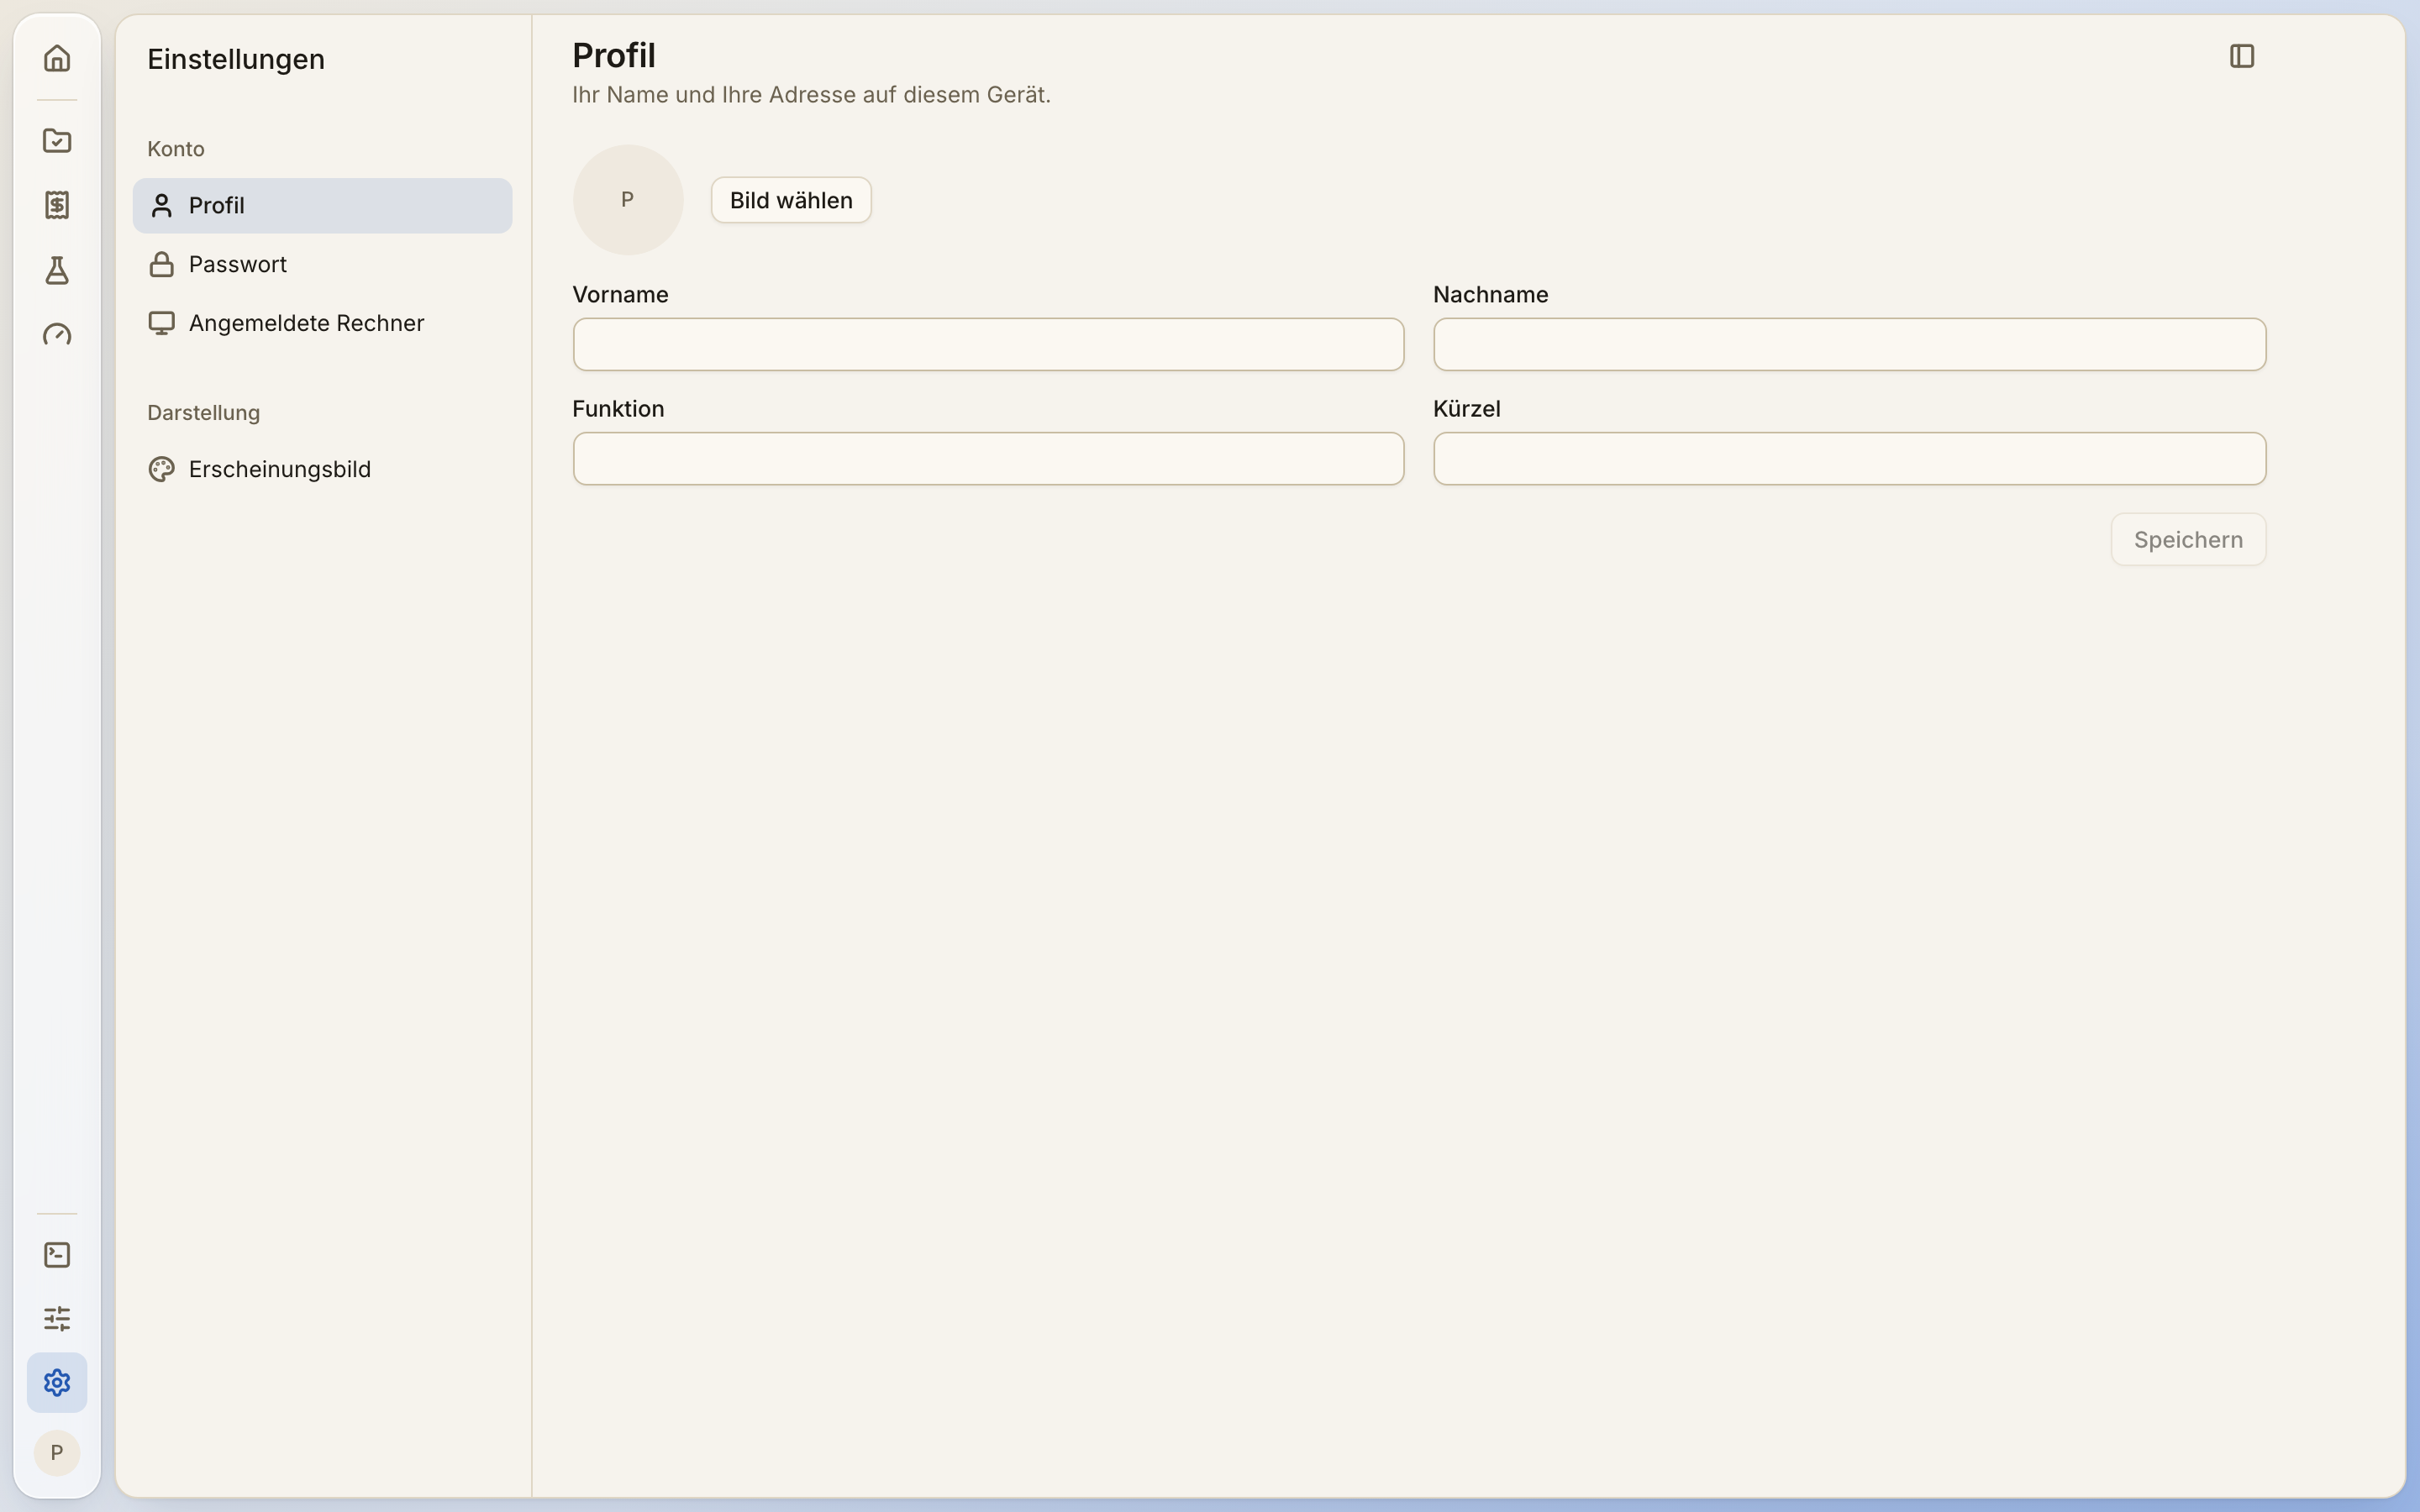 Einstellungen
Konto
Profil
Passwort
Angemeldete Rechner
Darstellung
Erscheinungsbild
P
Profil
Ihr Name und Ihre Adresse auf diesem Gerät.
P
Bild wählen
Vorname
Nachname
Funktion
Kürzel
Speichern